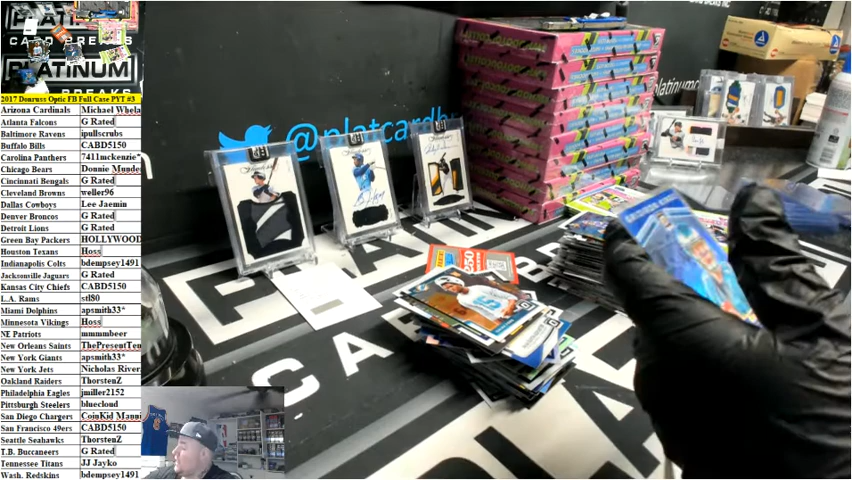 PLATINUM
CARD BREAKS
PLATINUM
BREAKS
2017 Donruss Optic FB Full Case PYT #3
Arizona Cardinals Michael Whela
Atlanta Falcons G Rated
Baltimore Ravens ipullscrubs
Buffalo Bills CABD5150
Carolina Panthers 7411mckenzie*
Chicago Bears Donnie Mundes
Cincinnati Bengals G Rated
Cleveland Browns weller96
Dallas Cowboys Lee Jaemin
Denver Broncos G Rated
Detroit Lions G Rated
Green Bay Packers HOLLYWOOD
Houston Texans Hoss
Indianapolis Colts bdempsey1491
Jacksonville Jaguars G Rated
Kansas City Chiefs CABD5150
L.A. Rams stl80
Miami Dolphins apsmith33*
Minnesota Vikings Hoss
NE Patriots mmmmbeer
New Orleans Saints ThePresentTen
New York Giants apsmith33*
New York Jets Nicholas River
Oakland Raiders ThorstenZ
Philadelphia Eagles jmiller2152
Pittsburgh Steelers bluecloud
San Diego Chargers CoinKid Manni
San Francisco 49ers CABD5150
Seattle Seahawks ThorstenZ
T.B. Buccaneers G Rated
Tennessee Titans JJ Jayko
Wash. Redskins bdempsey1491
@platcardb
platinum
250